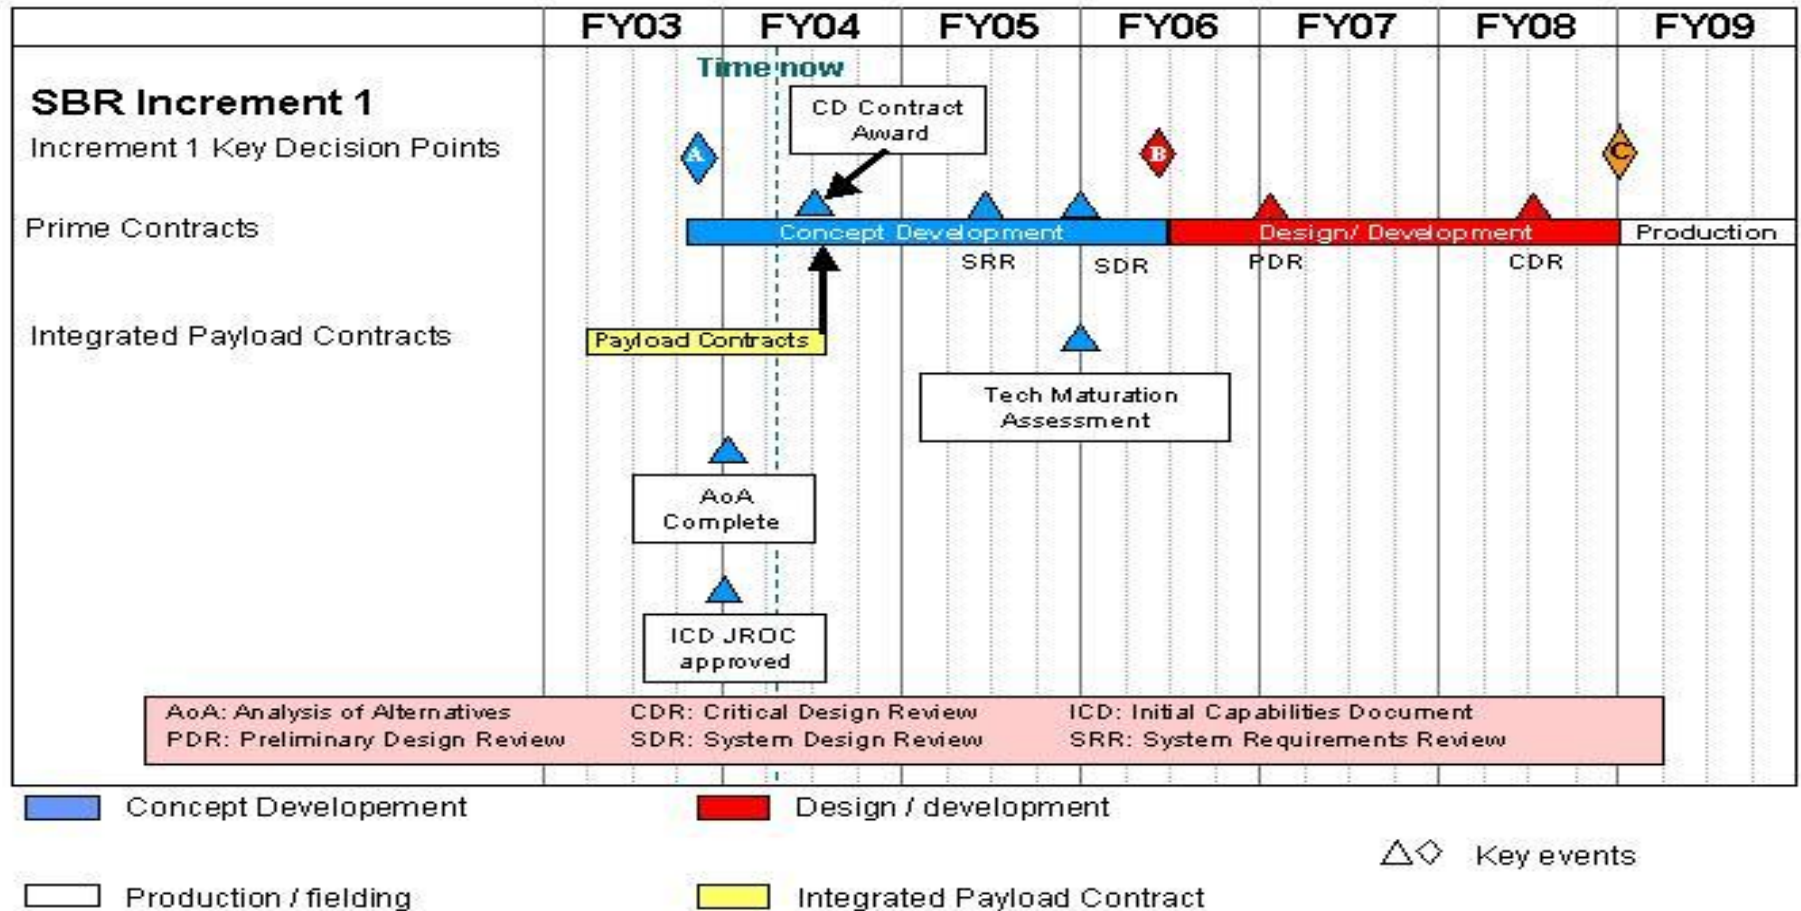 FY03 FY04 FY05 FY06 FY07 FY08 FY09
Time now
SBR Increment 1
CD Contract
Award
Increment 1 Key Decision Points
A
B
C
Prime Contracts
Concept Development
Design/ Development
Production
SRR
SDR
PDR
CDR
Integrated Payload Contracts
Payload Contracts
Tech Maturation
Assessment
AoA
Complete
ICD JROC
approved
AoA: Analysis of Alternatives CDR: Critical Design Review ICD: Initial Capabilities Document
PDR: Preliminary Design Review SDR: System Design Review SRR: System Requirements Review
Concept Developement Design / development
Key events
Production / fielding Integrated Payload Contract